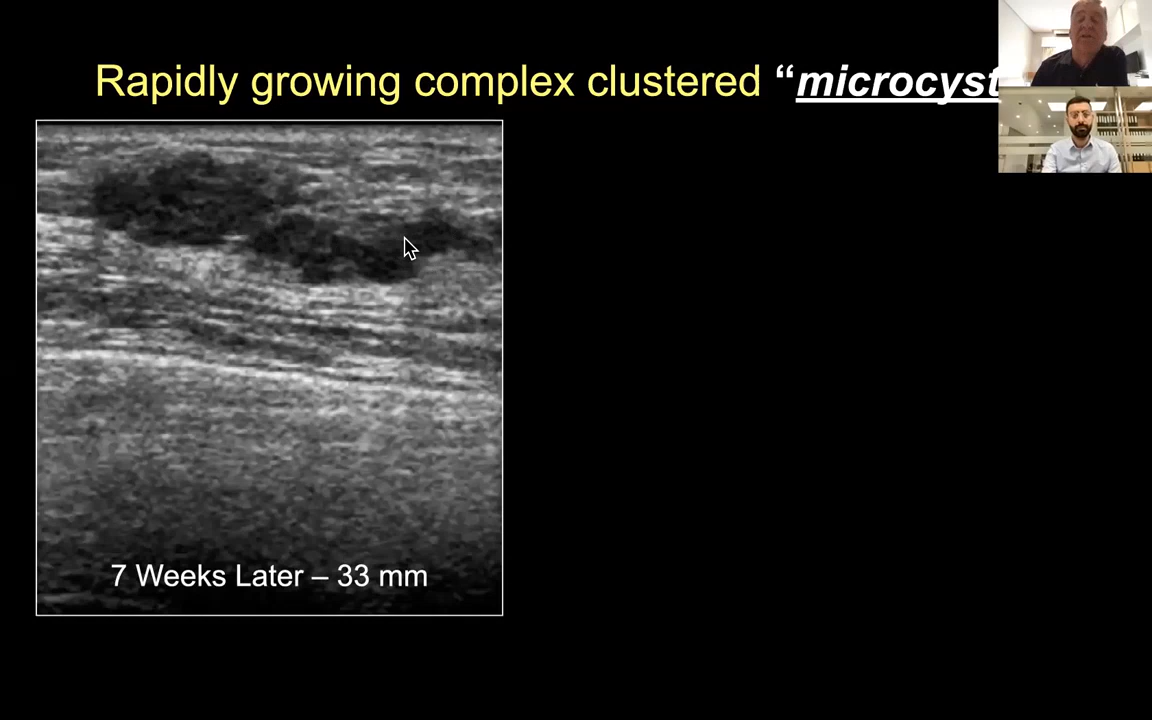 Rapidly growing complex clustered “microcyst
7 Weeks Later – 33 mm